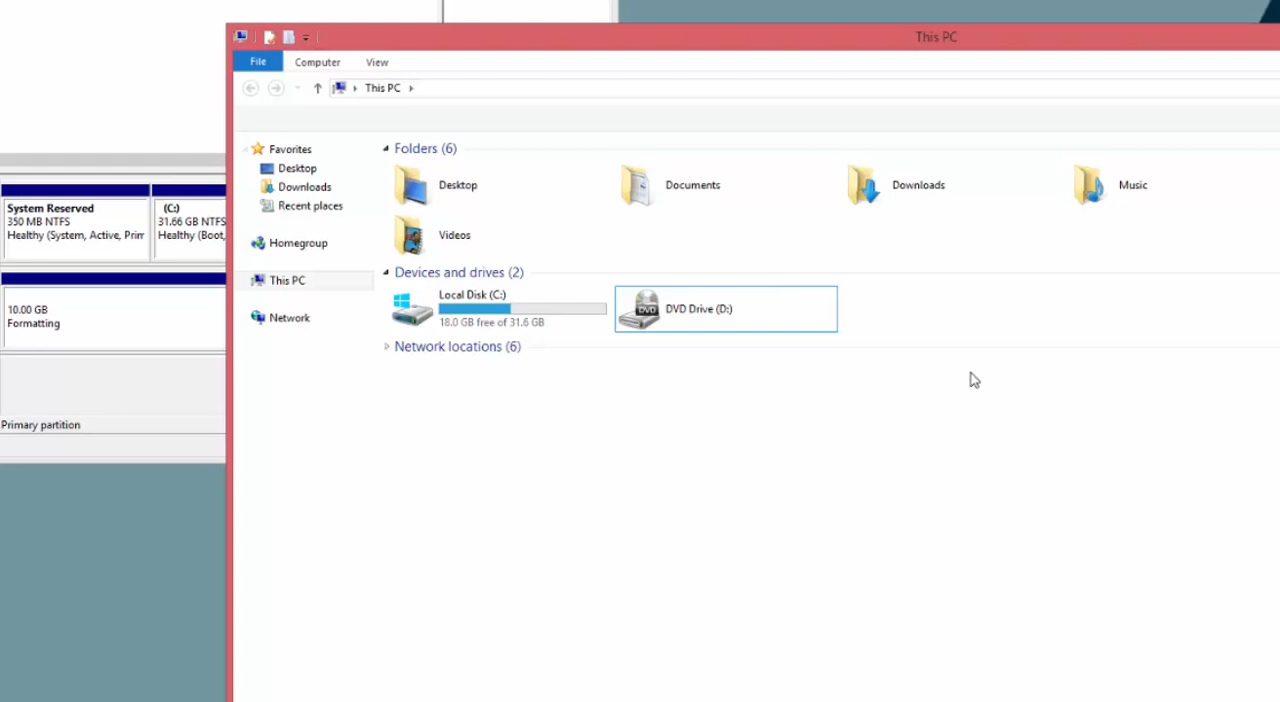 This PC
File Computer View
This PC
Favorites
Desktop
Downloads
Recent places
Homegroup
This PC
Network
Folders (6)
Desktop
Documents
Downloads
Music
Videos
Devices and drives (2)
Local Disk (C:)
18.0 GB free of 31.6 GB
DVD
DVD Drive (D:)
Network locations (6)
System Reserved
350 MB NTFS
Healthy (System, Active, Prim
(C:)
31.66 GB NTFS
Healthy (Boot,
10.00 GB
Formatting
Primary partition